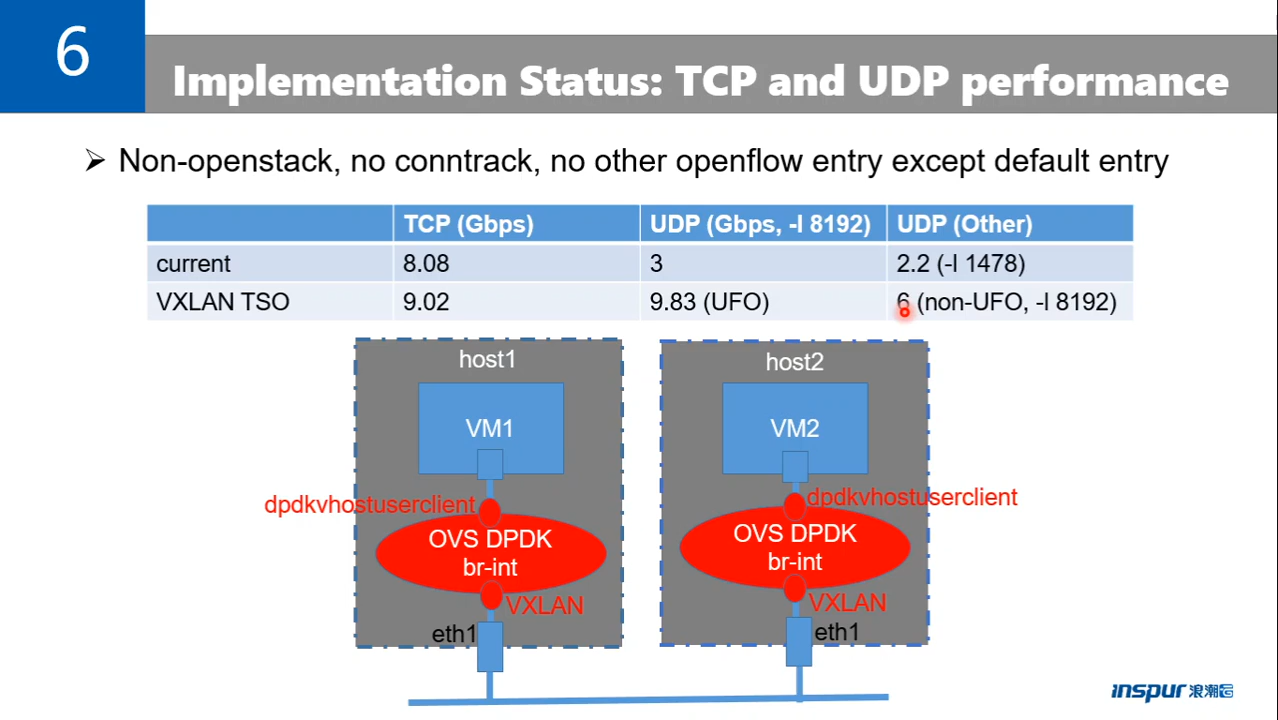 6
Implementation Status: TCP and UDP performance
Non-openstack, no conntrack, no other openflow entry except default entry
TCP (Gbps) UDP (Gbps, -l 8192) UDP (Other)
current 8.08 3 2.2 (-l 1478)
VXLAN TSO 9.02 9.83 (UFO) 6 (non-UFO, -l 8192)
host1 host2
VM1 VM2
dpdkvhostuserclient dpdkvhostuserclient
OVS DPDK OVS DPDK
br-int br-int
VXLAN VXLAN
eth1 eth1
inspur 浪潮